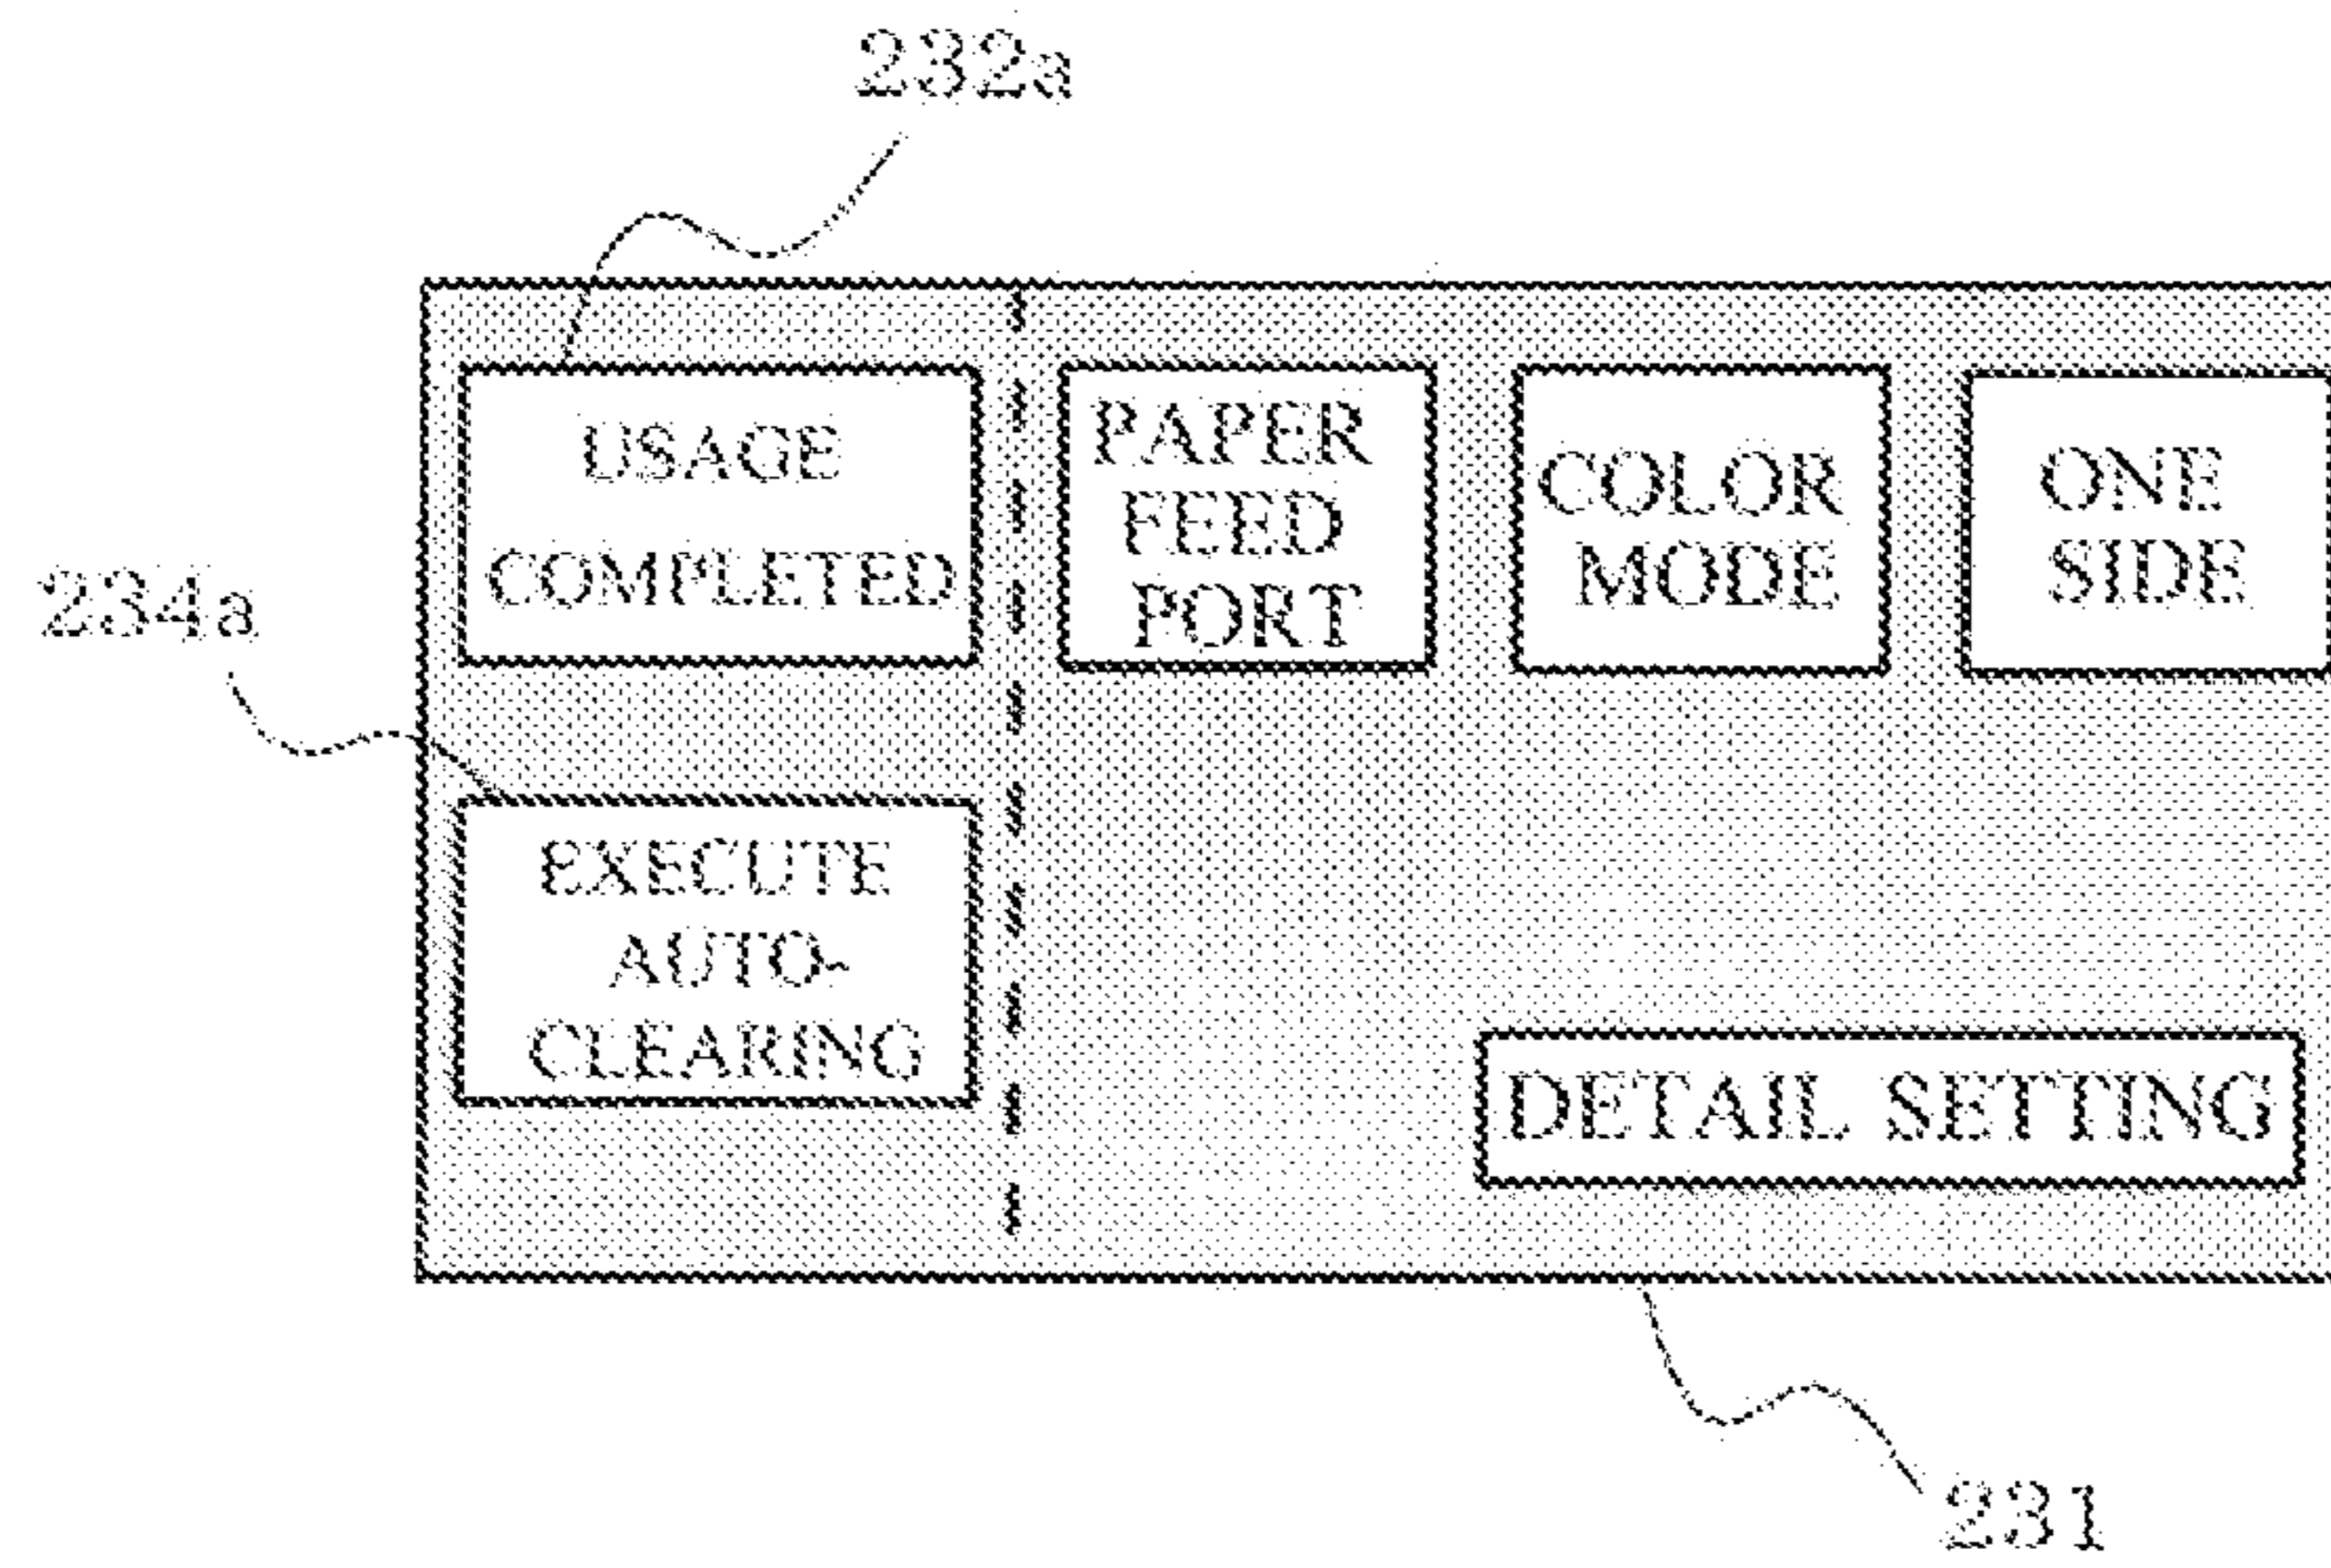 232a
USAGE
COMPLETED
PAPER
FEED
PORT
COLOR
MODE
ONE
SIDE
234a
EXECUTE
AUTO-
CLEARING
DETAIL SETTING
231